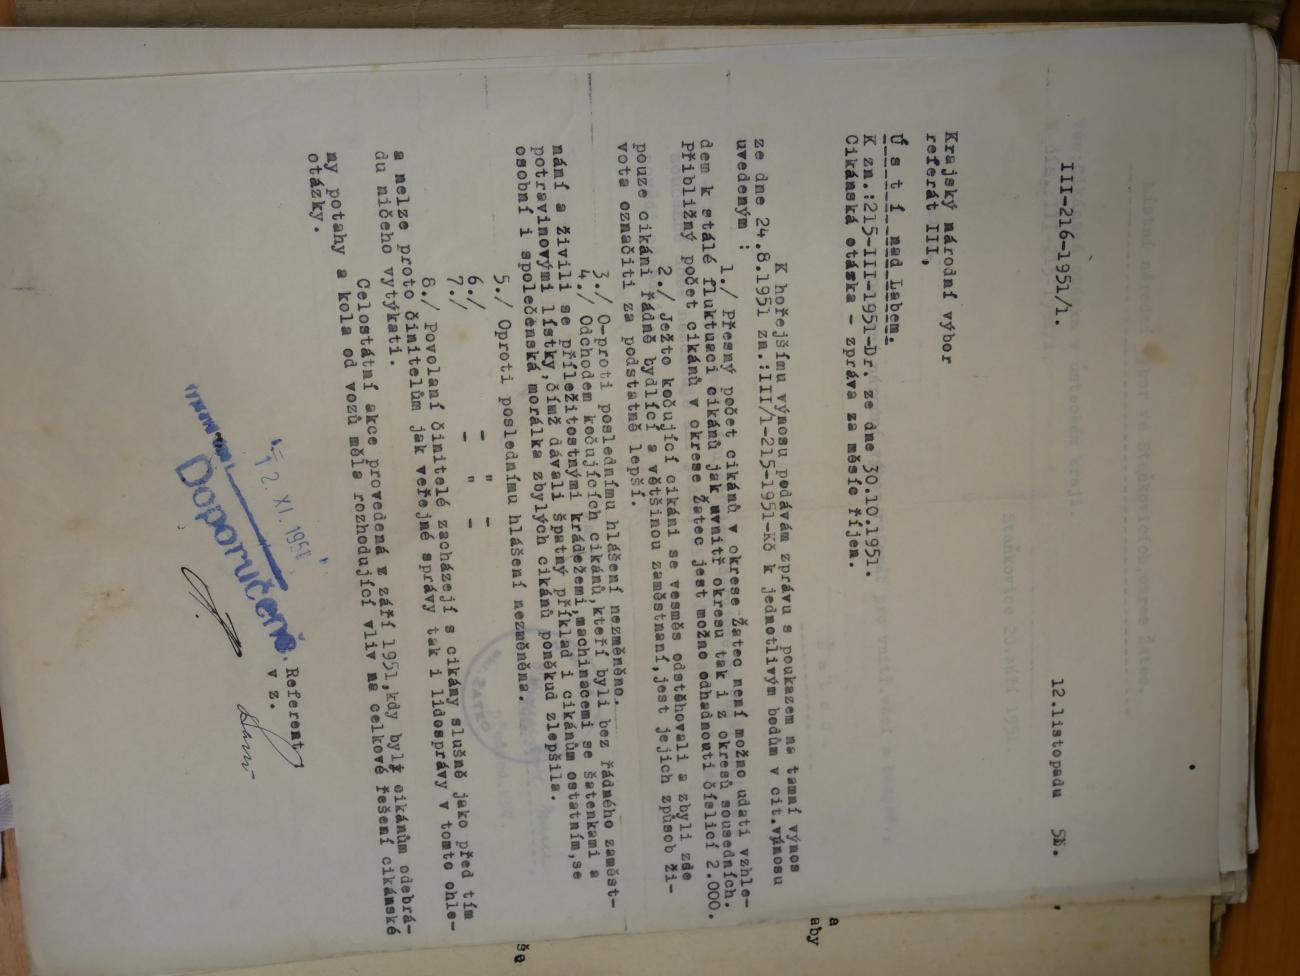 III-216-1951/1.
12.listopadu 51.
Krajský národní výbor
referát III,
Ú s t í  nad Labem.
K zn.:215-III-1951-Dr. ze dne 30.10.1951.
Cikánská otázka - zpráva za měsíc říjen.
K hořejšímu výnosu podávám zprávu s poukazem na tamní výnos
ze dne 24.8.1951 zn.:III/1-215-1951-Kč k jednotlivým bodům v cit.výnosu
uvedeným :
1./ Přesný počet cikánů v okrese Žatec není možno udati vzhle-
dem k stálé fluktuaci cikánů jak uvnitř okresu tak i z okresů sousedních.
Přibližný počet cikánů v okrese Žatec jest možno odhadnouti číslicí 2.000.
2./ Ježto kočující cikáni se vesměs odstěhovali a zbyli zde
pouze cikáni řádně bydlící a většinou zaměstnaní,jest jejich způsob ži-
vota označiti za podstatně lepší.
3./ O-proti poslednímu hlášení nezměněno.
4./ Odchodem kočujících cikánů,kteří byli bez řádného zaměst-
nání a živili se příležitostnými krádežemi,machinacemi se šatenkami a
potravinovými lístky,čímž dávali špatný příklad i cikánům ostatním,se
osobní i společenská morálka zbylých cikánů poněkud zlepšila.
5./ Oproti poslednímu hlášení nezměněna.
6./ - " -
7./ - " -
8./ Povolaní činitelé zacházejí s cikány slušně jako před tím
a nelze proto činitelům jak veřejné správy tak i lidosprávy v tomto ohle-
du ničeho vytýkati.
Celostátní akce provedená v září 1951,kdy byly cikánům odebrá-
ny potahy a kola od vozů měla rozhodující vliv na celkové řešení cikánské
otázky.
12. XI. 1951
Doporučeně
Referent
v z.
a
aby
še